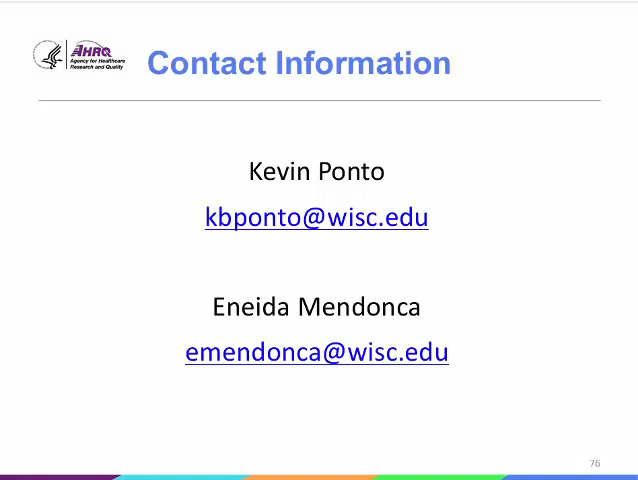 AHRQ
Agency for Healthcare
Research and Quality
Contact Information
Kevin Ponto
kbponto@wisc.edu
Eneida Mendonca
emendonca@wisc.edu
76